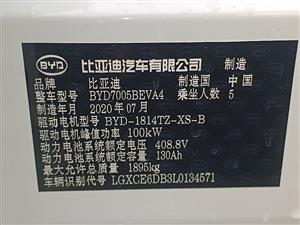 BYD 比亚迪汽车有限公司 制造
品牌 比亚迪 制造国 中国
整车型号 BYD7005BEVA4 乘坐人数 5
制造年月 2020年07月
驱动电机型号 BYD-1814TZ-XS-B
驱动电机峰值功率 100kW
动力电池系统额定电压 408.8V
动力电池系统额定容量 130Ah
最大允许总质量 1895kg
车辆识别代号 LGXCE6DB3L0134571